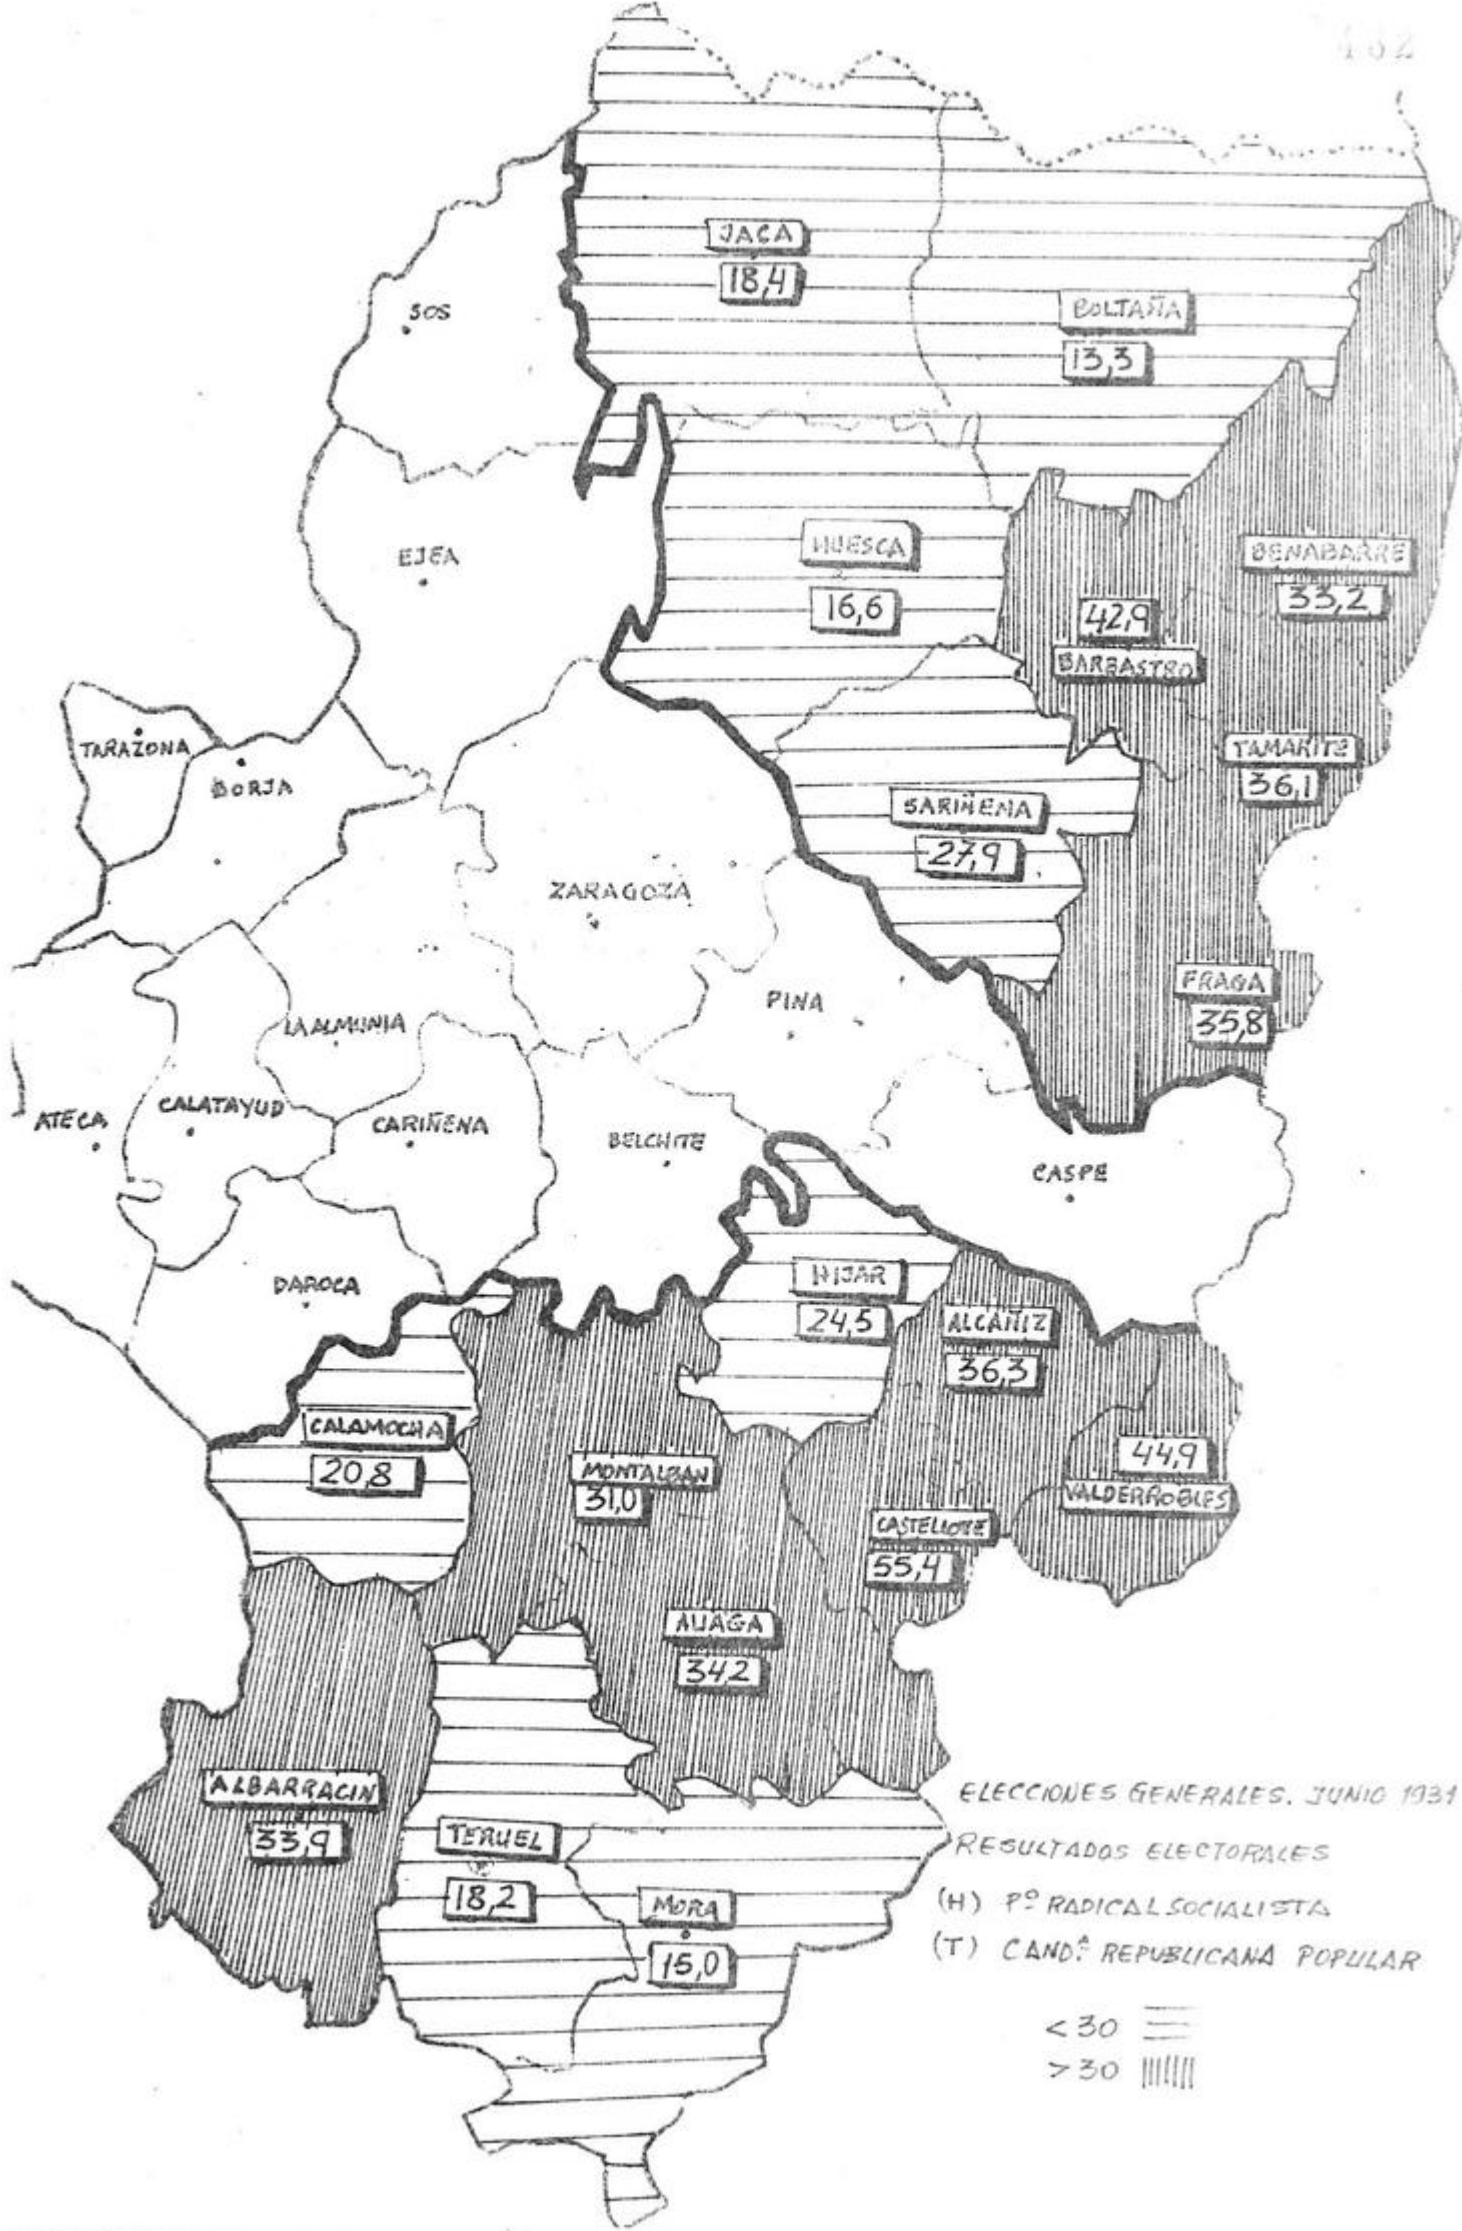 432
JACA
18,4
SOS
BOLTAÑA
13,3
EJEA
HUESCA
16,6
BENABARRE
33,2
42,9
BARBASTRO
TARAZONA
BORJA
TAMARITE
36,1
SARIÑENA
27,9
ZARAGOZA
FRAGA
35,8
PINA
LA ALMUNIA
ATECA
CALATAYUD
CARIÑENA
BELCHITE
CASPE
DAROCA
HIJAR
24,5
ALCAÑIZ
36,3
CALAMOCHA
20,8
MONTALBAN
31,0
44,9
VALDERROBLES
CASTELLOTE
55,4
ALIAGA
34,2
ALBARRACIN
33,9
TERUEL
18,2
MORA
15,0
ELECCIONES GENERALES. JUNIO 1931
RESULTADOS ELECTORALES
(H) Pº RADICAL SOCIALISTA
(T) CAND.ª REPUBLICANA POPULAR
<30
>30